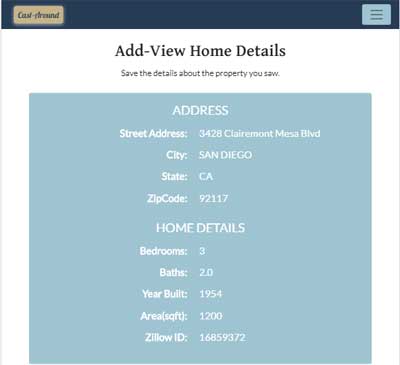 Cast-Around
Add-View Home Details
Save the details about the property you saw.
ADDRESS
Street Address: 3428 Clairemont Mesa Blvd
City: SAN DIEGO
State: CA
ZipCode: 92117
HOME DETAILS
Bedrooms: 3
Baths: 2.0
Year Built: 1954
Area(sqft): 1200
Zillow ID: 16859372